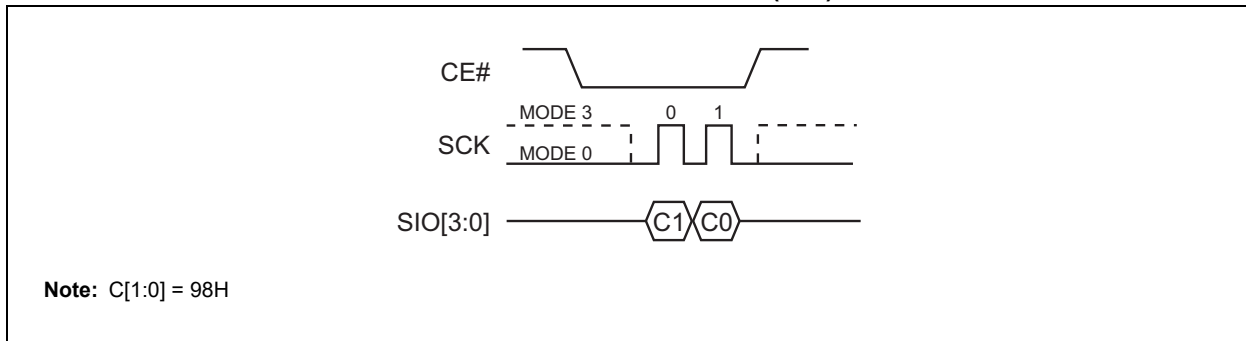 CE#
MODE 3 0 1
SCK
MODE 0
SIO[3:0] C1 C0
Note: C[1:0] = 98H